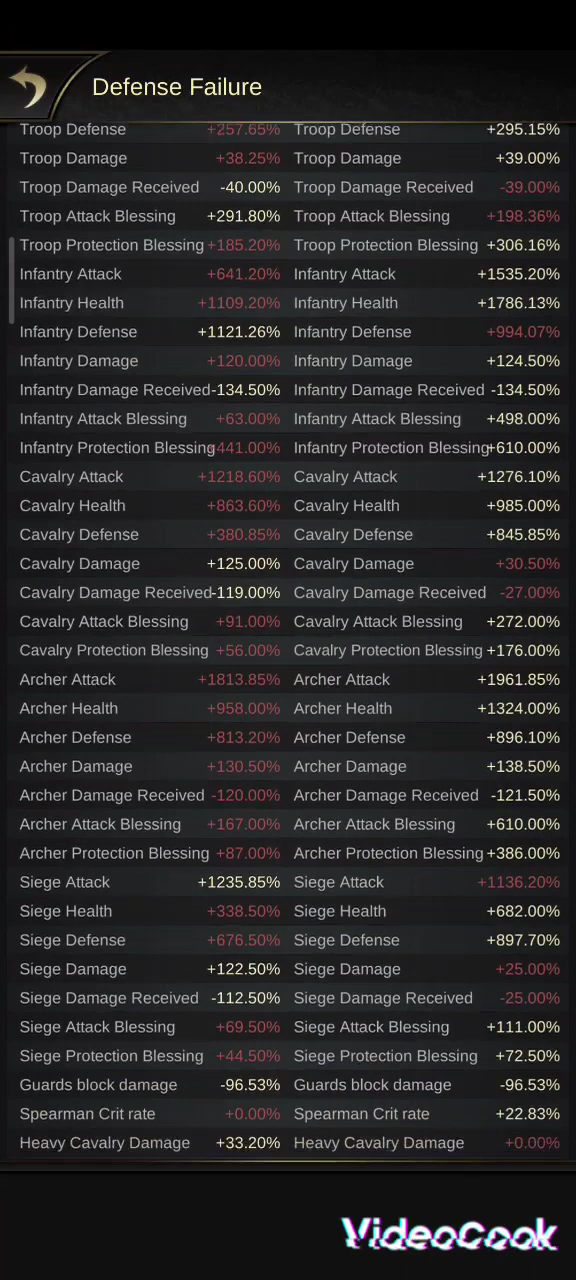 Defense Failure
Troop Defense +257.65% Troop Defense +295.15%
Troop Damage +38.25% Troop Damage +39.00%
Troop Damage Received -40.00% Troop Damage Received -39.00%
Troop Attack Blessing +291.80% Troop Attack Blessing +198.36%
Troop Protection Blessing +185.20% Troop Protection Blessing +306.16%
Infantry Attack +641.20% Infantry Attack +1535.20%
Infantry Health +1109.20% Infantry Health +1786.13%
Infantry Defense +1121.26% Infantry Defense +994.07%
Infantry Damage +120.00% Infantry Damage +124.50%
Infantry Damage Received -134.50% Infantry Damage Received -134.50%
Infantry Attack Blessing +63.00% Infantry Attack Blessing +498.00%
Infantry Protection Blessing +441.00% Infantry Protection Blessing +610.00%
Cavalry Attack +1218.60% Cavalry Attack +1276.10%
Cavalry Health +863.60% Cavalry Health +985.00%
Cavalry Defense +380.85% Cavalry Defense +845.85%
Cavalry Damage +125.00% Cavalry Damage +30.50%
Cavalry Damage Received -119.00% Cavalry Damage Received -27.00%
Cavalry Attack Blessing +91.00% Cavalry Attack Blessing +272.00%
Cavalry Protection Blessing +56.00% Cavalry Protection Blessing +176.00%
Archer Attack +1813.85% Archer Attack +1961.85%
Archer Health +958.00% Archer Health +1324.00%
Archer Defense +813.20% Archer Defense +896.10%
Archer Damage +130.50% Archer Damage +138.50%
Archer Damage Received -120.00% Archer Damage Received -121.50%
Archer Attack Blessing +167.00% Archer Attack Blessing +610.00%
Archer Protection Blessing +87.00% Archer Protection Blessing +386.00%
Siege Attack +1235.85% Siege Attack +1136.20%
Siege Health +338.50% Siege Health +682.00%
Siege Defense +676.50% Siege Defense +897.70%
Siege Damage +122.50% Siege Damage +25.00%
Siege Damage Received -112.50% Siege Damage Received -25.00%
Siege Attack Blessing +69.50% Siege Attack Blessing +111.00%
Siege Protection Blessing +44.50% Siege Protection Blessing +72.50%
Guards block damage -96.53% Guards block damage -96.53%
Spearman Crit rate +0.00% Spearman Crit rate +22.83%
Heavy Cavalry Damage +33.20% Heavy Cavalry Damage +0.00%
VideoCook